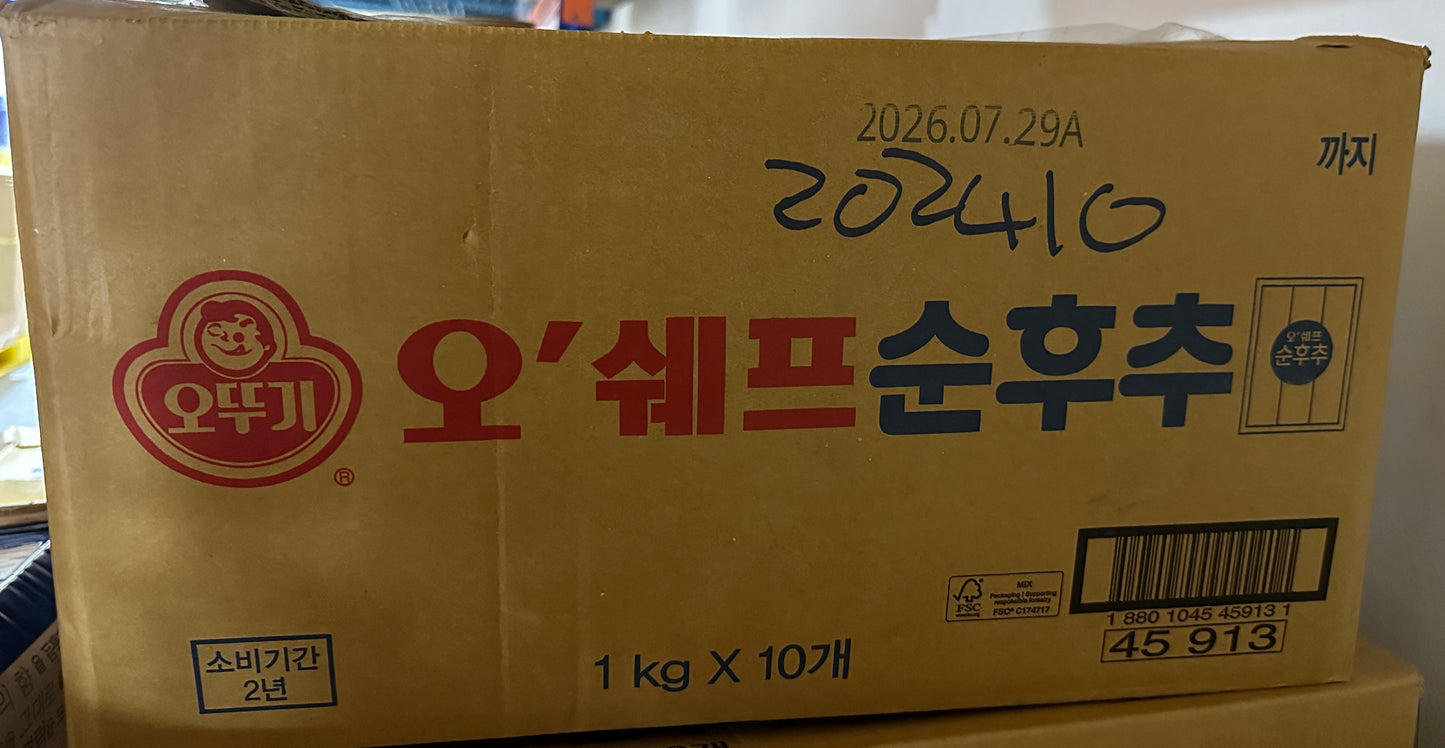 2026.07.29A
까지
202410
오뚜기
®
오'쉐프 순후추
오'쉐프
순후추
MIX
Packaging | Supporting
responsible forestry
FSC
FSC® C174717
1 880 1045 45913 1
45 913
소비기간
2년
1 kg X 10개